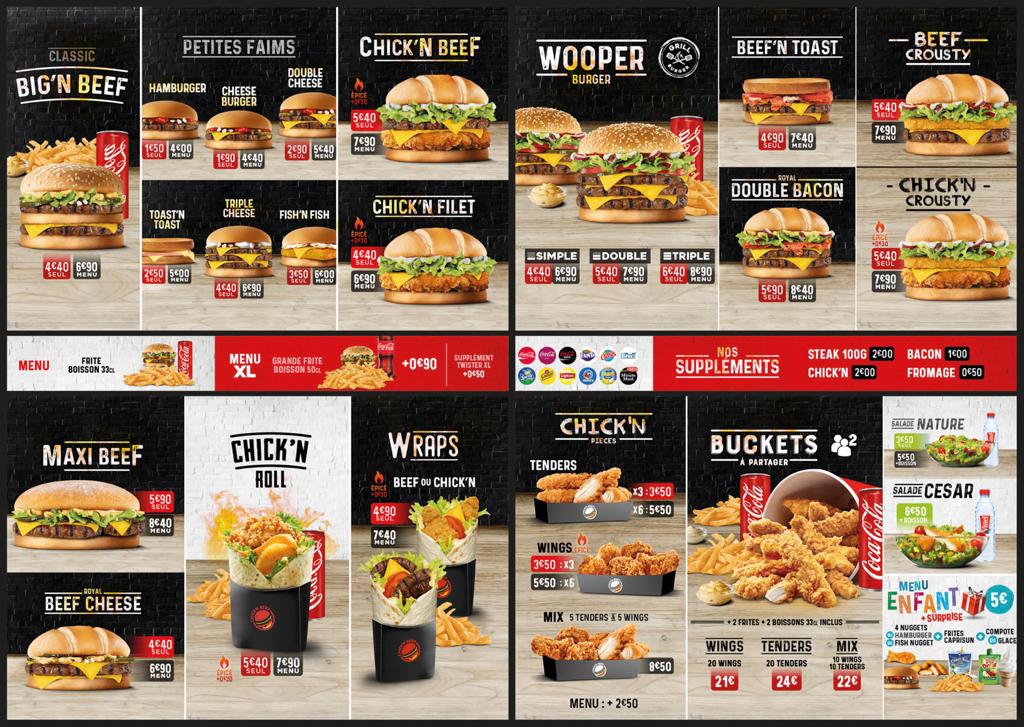 CLASSIC
BIG'N BEEF
4€40 SEUL
6€90 MENU
PETITES FAIMS
HAMBURGER
1€50 SEUL
4€00 MENU
CHEESE
BURGER
1€90 SEUL
4€40 MENU
DOUBLE
CHEESE
2€90 SEUL
5€40 MENU
TOAST'N
TOAST
2€50 SEUL
5€00 MENU
TRIPLE
CHEESE
4€40 SEUL
6€90 MENU
FISH'N FISH
3€50 SEUL
6€00 MENU
CHICK'N BEEF
ÉPICÉ
+0€30
5€40 SEUL
7€90 MENU
CHICK'N FILET
ÉPICÉ
+0€30
4€40 SEUL
6€90 MENU
WOOPER
BURGER
GRILL
BURGER
SIMPLE
4€40 SEUL
6€90 MENU
DOUBLE
5€40 SEUL
7€90 MENU
TRIPLE
6€40 SEUL
8€90 MENU
BEEF'N TOAST
4€90 SEUL
7€40 MENU
ROYAL
DOUBLE BACON
5€90 SEUL
8€40 MENU
BEEF
CROUSTY
5€40 SEUL
7€90 MENU
- CHICK'N -
CROUSTY
ÉPICÉ
+0€30
5€40 SEUL
7€90 MENU
MENU
FRITE
BOISSON 33CL
MENU
XL
GRANDE FRITE
BOISSON 50CL
+0€90
SUPPLÉMENT
TWISTER XL
+0€50
NOS
SUPPLÉMENTS
STEAK 100G 2€00
CHICK'N 2€00
BACON 1€00
FROMAGE 0€50
MAXI BEEF
5€90 SEUL
8€40 MENU
ROYAL
BEEF CHEESE
4€40 SEUL
6€90 MENU
CHICK'N
ROLL
ÉPICÉ
+0€30
5€40 SEUL
7€90 MENU
WRAPS
BEEF OU CHICK'N
ÉPICÉ
+0€30
4€90 SEUL
7€40 MENU
CHICK'N
PIECES
TENDERS
x3 :3€50
x6 :5€50
WINGS
ÉPICÉ
3€50 :x3
5€50 :x6
MIX 5 TENDERS & 5 WINGS
8€50
MENU : + 2€50
BUCKETS
À PARTAGER
2
Coca-Cola
Coca-Cola
+ 2 FRITES + 2 BOISSONS 33CL INCLUS
WINGS
20 WINGS
21€
TENDERS
20 TENDERS
24€
MIX
10 WINGS
10 TENDERS
22€
SALADE NATURE
3€50
SEUL
5€50
+BOISSON
SALADE CESAR
6€50
+BOISSON
MENU
ENFANT
+ SURPRISE
5€
4 NUGGETS
OU HAMBURGER
OU FISH NUGGET
+ FRITES
CAPRISUN
+ COMPOTE
OU GLACE